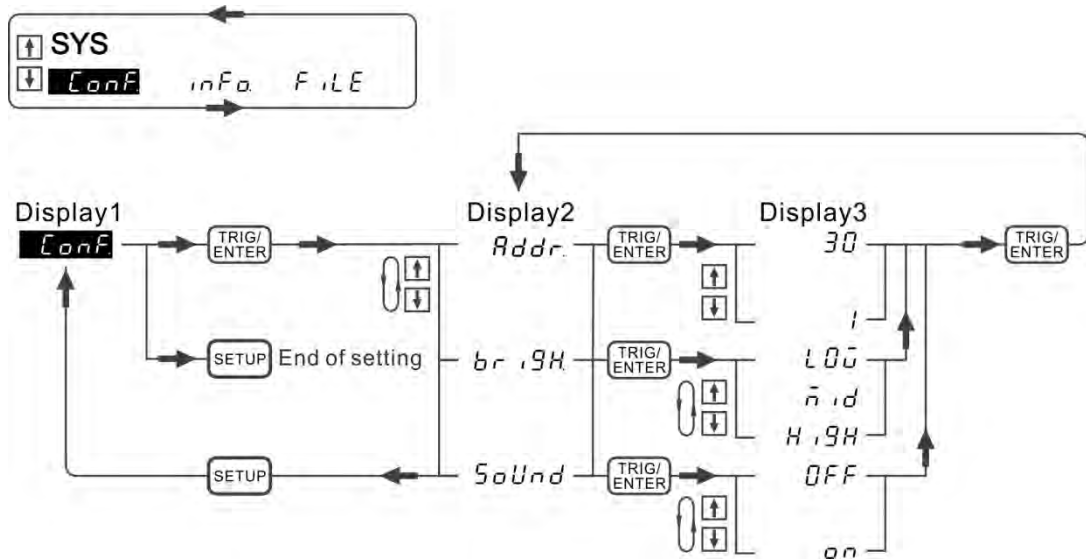 SYS
ConF. inFo. FiLE
Display1 Display2 Display3
ConF. TRIG/ENTER Addr. TRIG/ENTER 30 TRIG/ENTER
1
SETUP End of setting brigH. TRIG/ENTER LOW
mid
HigH
SETUP SoUnd TRIG/ENTER OFF
on